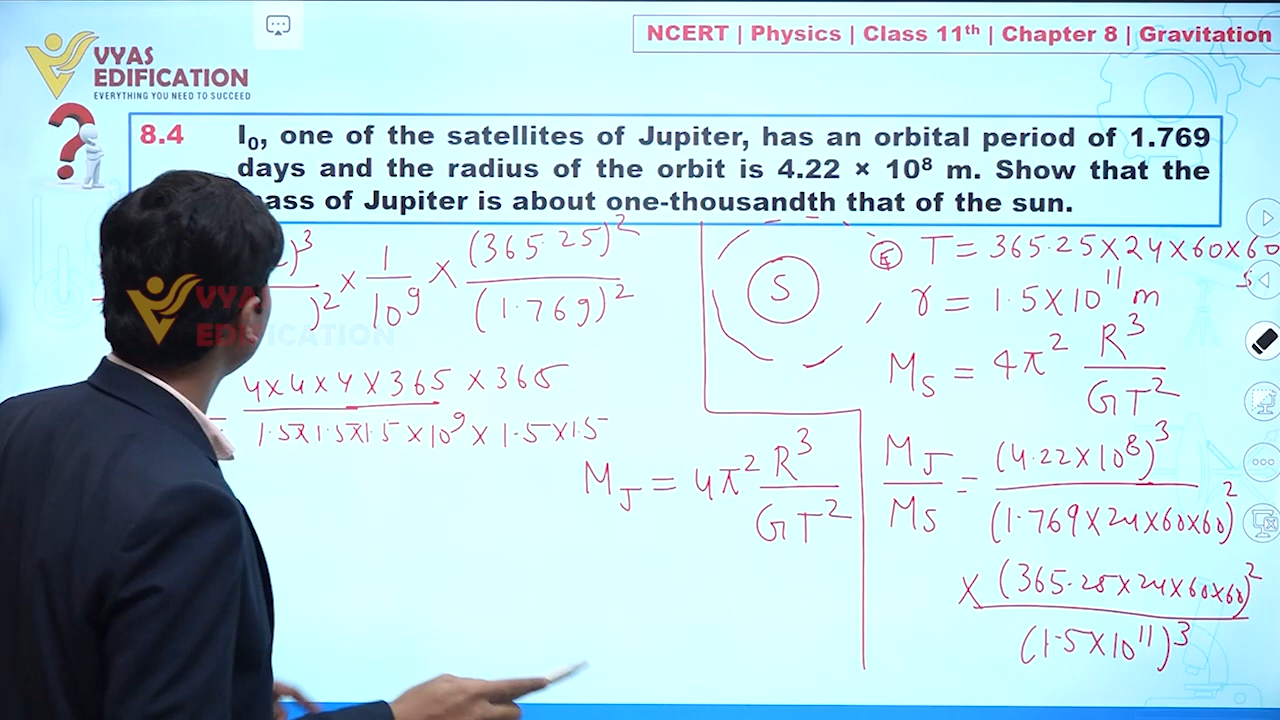 NCERT | Physics | Class 11th | Chapter 8 | Gravitation
VYAS
EDIFICATION
EVERYTHING YOU NEED TO SUCCEED
8.4 I₀, one of the satellites of Jupiter, has an orbital period of 1.769
days and the radius of the orbit is 4.22 × 10⁸ m. Show that the
mass of Jupiter is about one-thousandth that of the sun.
)³ / )² × 1/10⁹ × (365.25)² / (1.769)²
VYAS
EDIFICATION
= 4×4×4×365×365 / 1.5×1.5×1.5×10⁹×1.5×1.5
S
E
T = 365.25×24×60×60
s
r = 1.5×10¹¹ m
M_S = 4π² R³ / GT²
M_J = 4π² R³ / GT²
M_J / M_S = (4.22×10⁸)³ / (1.769×24×60×60)²
× (365.25×24×60×60)² / (1.5×10¹¹)³